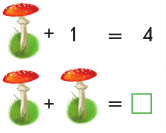 + 1 = 4
+ =